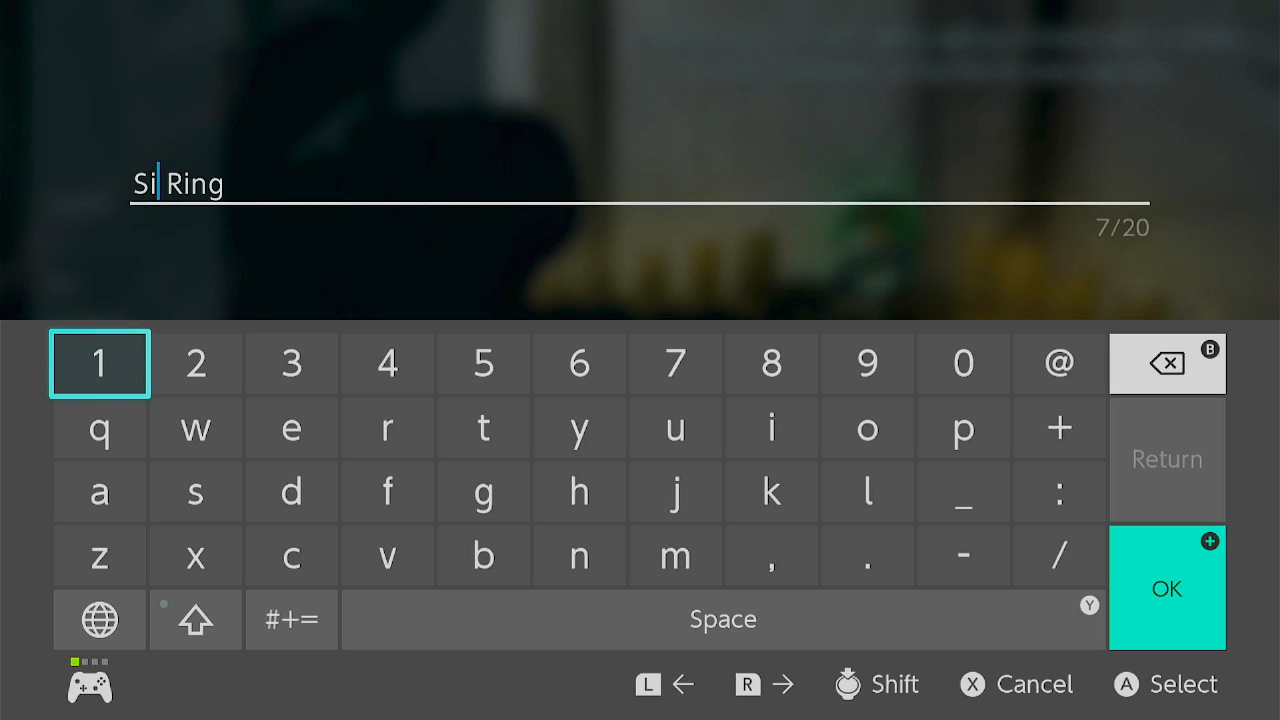 Si Ring
7/20
1 2 3 4 5 6 7 8 9 0 @ B
q w e r t y u i o p + Return
a s d f g h j k l _ :
z x c v b n m , . - / OK +
#+= Space Y
L ← R → Shift X Cancel A Select